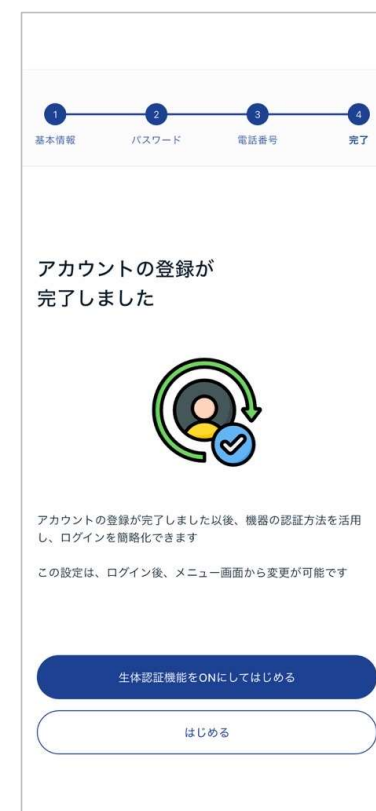 1
2
3
4
基本情報
パスワード
電話番号
完了
アカウントの登録が
完了しました
アカウントの登録が完了しました以後、機器の認証方法を活用
し、ログインを簡略化できます
この設定は、ログイン後、メニュー画面から変更が可能です
生体認証機能をONにしてはじめる
はじめる